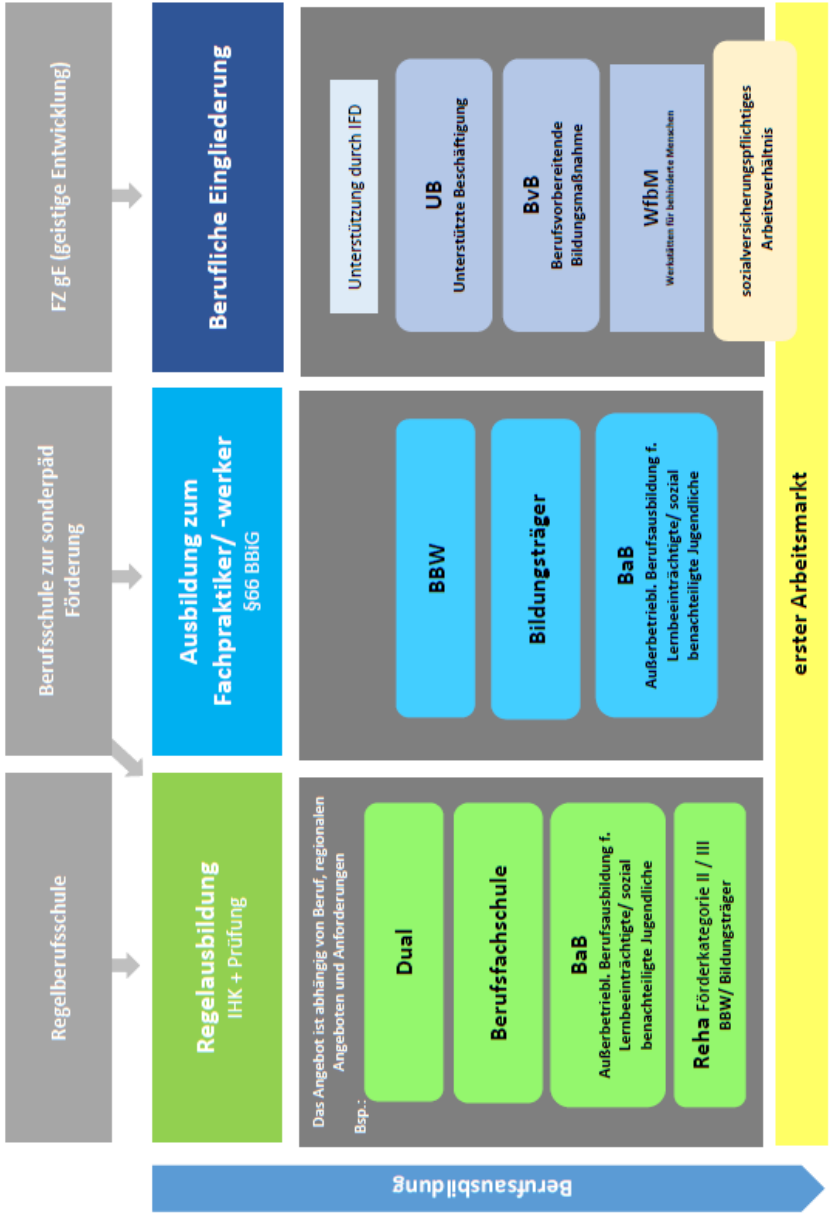 Berufsausbildung
Regelberufsschule
Regelausbildung
IHK + Prüfung
Das Angebot ist abhängig von Beruf, regionalen
Angeboten und Anforderungen
Bsp.:
Dual
Berufsfachschule
BaB
Außerbetriebl. Berufsausbildung f.
Lernbeeinträchtigte/ sozial
benachteiligte Jugendliche
Reha Förderkategorie II / III
BBW/ Bildungsträger
Berufsschule zur sonderpäd
Förderung
Ausbildung zum
Fachpraktiker/ -werker
§66 BBiG
BBW
Bildungsträger
BaB
Außerbetriebl. Berufsausbildung f.
Lernbeeinträchtigte/ sozial
benachteiligte Jugendliche
FZ gE (geistige Entwicklung)
Berufliche Eingliederung
Unterstützung durch IFD
UB
Unterstützte Beschäftigung
BvB
Berufsvorbereitende
Bildungsmaßnahme
WfbM
Werkstätten für behinderte Menschen
sozialversicherungspflichtiges
Arbeitsverhältnis
erster Arbeitsmarkt